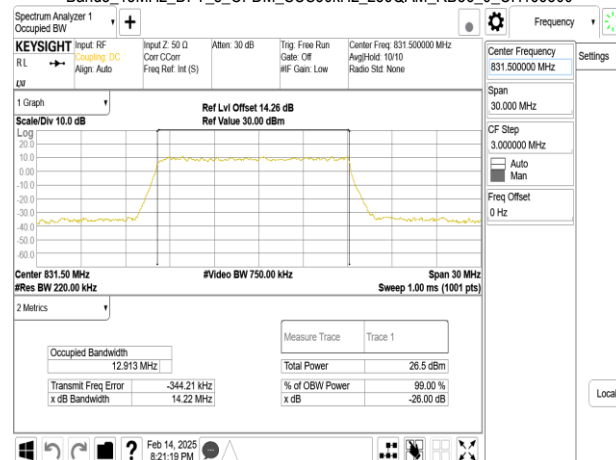 Spectrum Analyzer 1
Occupied BW
Frequency
Settings
KEYSIGHT
RL
Align: Auto
LXI
Input: RF
Coupling: DC
Input Z: 50 Ω
Corr CCorr
Freq Ref: Int (S)
Atten: 30 dB
Trig: Free Run
Gate: Off
#IF Gain: Low
Center Freq: 831.500000 MHz
Avg|Hold: 10/10
Radio Std: None
Center Frequency
831.500000 MHz
Span
30.000 MHz
CF Step
3.000000 MHz
Auto
Man
Freq Offset
0 Hz
Local
1 Graph
Scale/Div 10.0 dB
Ref Lvl Offset 14.26 dB
Ref Value 30.00 dBm
Log
20.0
10.0
0.00
-10.0
-20.0
-30.0
-40.0
-50.0
-60.0
Center 831.50 MHz
#Video BW 750.00 kHz
Span 30 MHz
#Res BW 220.00 kHz
Sweep 1.00 ms (1001 pts)
2 Metrics
Measure Trace
Trace 1
Occupied Bandwidth
12.913 MHz
Total Power
26.5 dBm
Transmit Freq Error
-344.21 kHz
% of OBW Power
99.00 %
x dB Bandwidth
14.22 MHz
x dB
-26.00 dB
Feb 14, 2025
8:21:19 PM